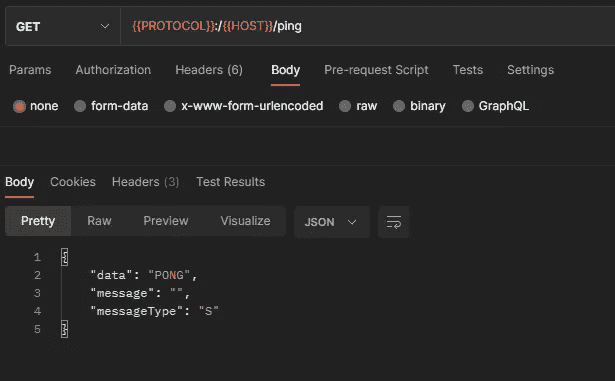 GET {{PROTOCOL}}:/{{HOST}}/ping
Params Authorization Headers (6) Body Pre-request Script Tests Settings
none form-data x-www-form-urlencoded raw binary GraphQL
Body Cookies Headers (3) Test Results
Pretty Raw Preview Visualize JSON
1 {
2 "data": "PONG",
3 "message": "",
4 "messageType": "S"
5 }